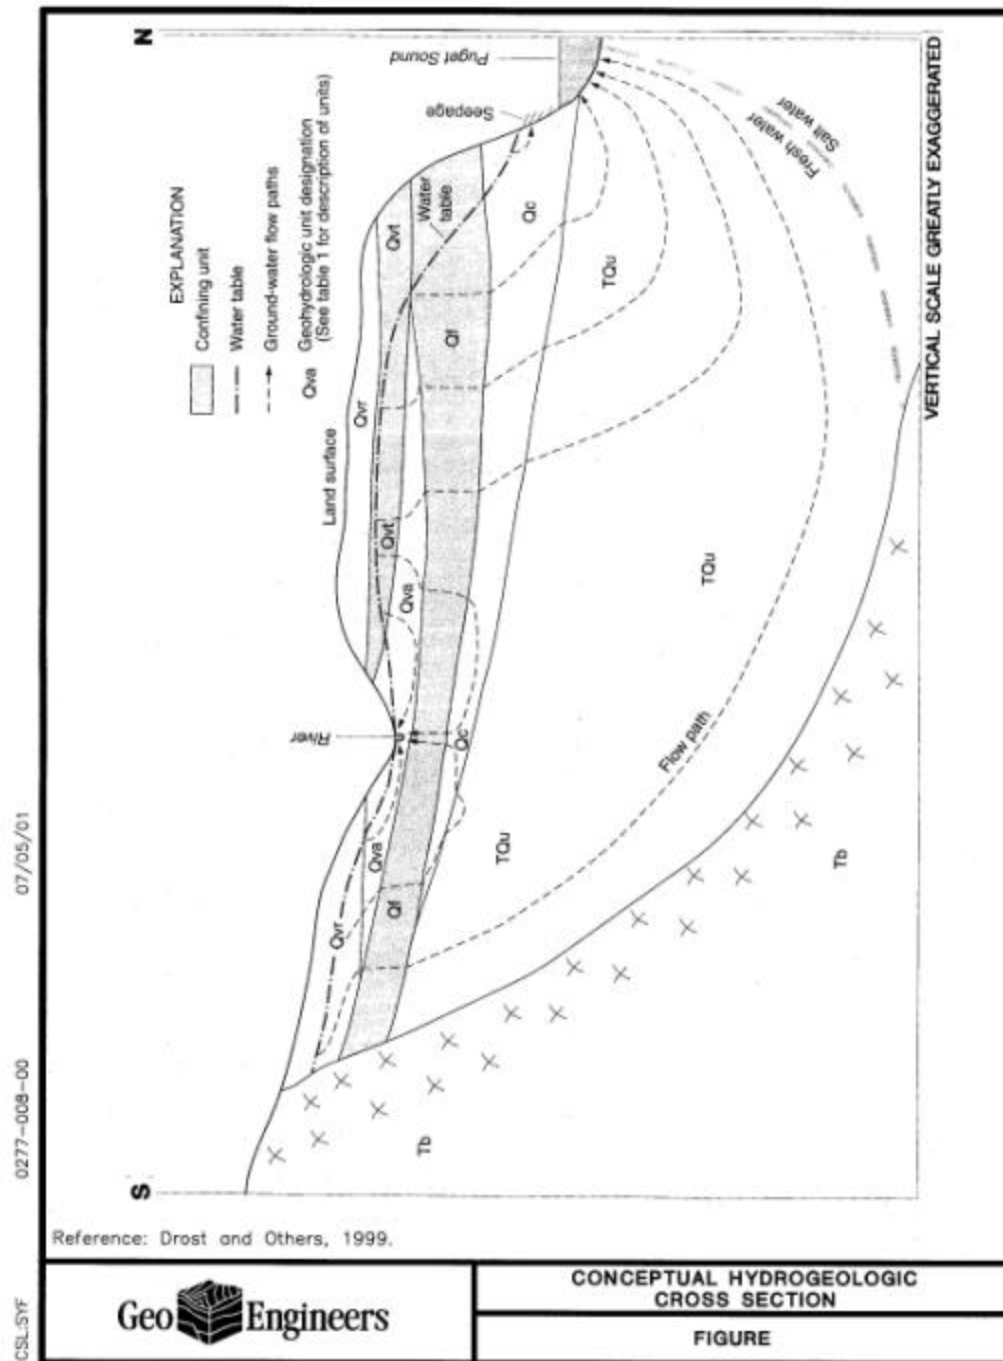 N
S
EXPLANATION
Confining unit
Water table
Ground-water flow paths
Qva Geohydrologic unit designation
(See table 1 for description of units)
Puget Sound
Seepage
Land surface
River
Qvr
Qvr
Qvt
Qvt
Water
table
Qva
Qva
Qf
Qf
Qc
Qc
TQu
TQu
TQu
Flow path
Tb
Tb
Fresh water
Salt water
VERTICAL SCALE GREATLY EXAGGERATED
Reference: Drost and Others, 1999.
0277-008-00 07/05/01
CSL:SYF
Geo Engineers
CONCEPTUAL HYDROGEOLOGIC
CROSS SECTION
FIGURE